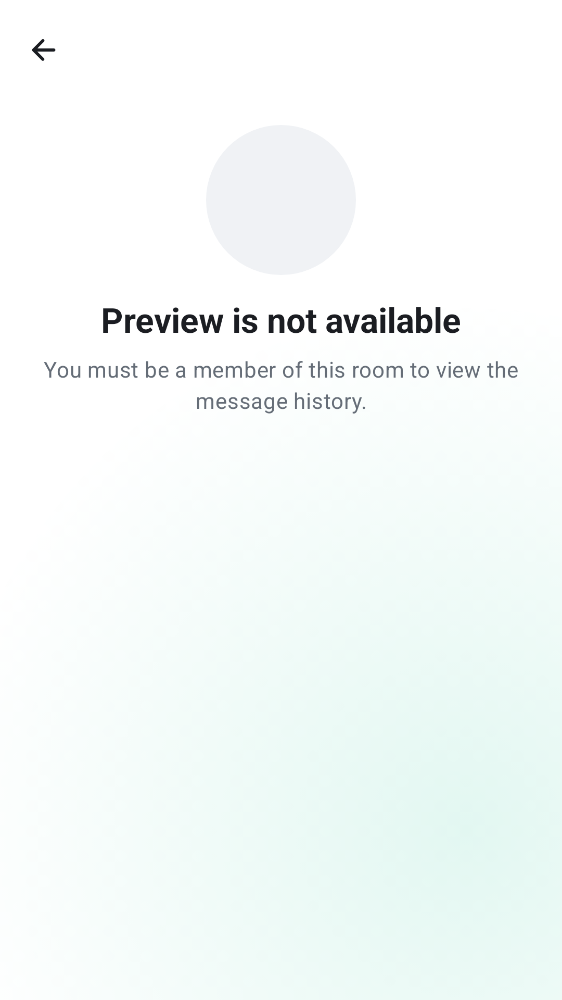 Preview is not available
You must be a member of this room to view the
message history.